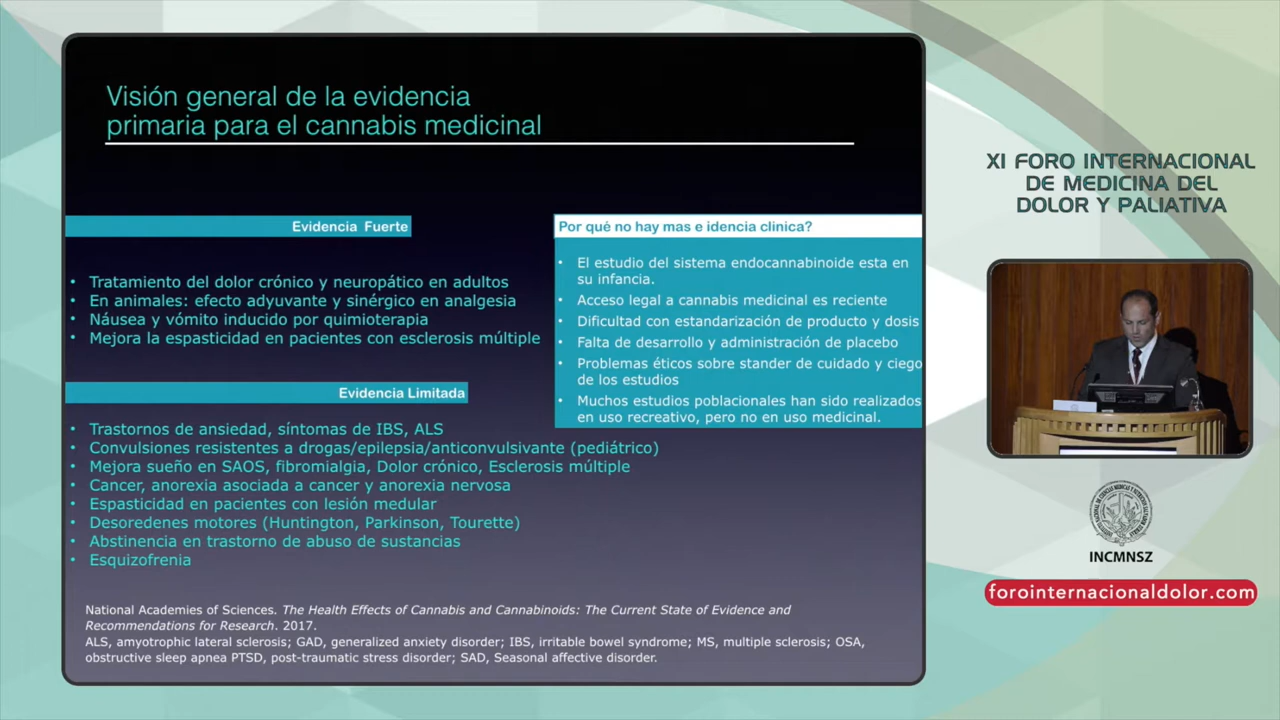 Visión general de la evidencia
primaria para el cannabis medicinal
Evidencia Fuerte
• Tratamiento del dolor crónico y neuropático en adultos
• En animales: efecto adyuvante y sinérgico en analgesia
• Náusea y vómito inducido por quimioterapia
• Mejora la espasticidad en pacientes con esclerosis múltiple
Evidencia Limitada
• Trastornos de ansiedad, síntomas de IBS, ALS
• Convulsiones resistentes a drogas/epilepsia/anticonvulsivante (pediátrico)
• Mejora sueño en SAOS, fibromialgia, Dolor crónico, Esclerosis múltiple
• Cancer, anorexia asociada a cancer y anorexia nervosa
• Espasticidad en pacientes con lesión medular
• Desoredenes motores (Huntington, Parkinson, Tourette)
• Abstinencia en trastorno de abuso de sustancias
• Esquizofrenia
Por qué no hay mas e idencia clinica?
• El estudio del sistema endocannabinoide esta en
su infancia.
• Acceso legal a cannabis medicinal es reciente
• Dificultad con estandarización de producto y dosis
• Falta de desarrollo y administración de placebo
• Problemas éticos sobre stander de cuidado y ciego
de los estudios
• Muchos estudios poblacionales han sido realizados
en uso recreativo, pero no en uso medicinal.
National Academies of Sciences. The Health Effects of Cannabis and Cannabinoids: The Current State of Evidence and
Recommendations for Research. 2017.
ALS, amyotrophic lateral sclerosis; GAD, generalized anxiety disorder; IBS, irritable bowel syndrome; MS, multiple sclerosis; OSA,
obstructive sleep apnea PTSD, post-traumatic stress disorder; SAD, Seasonal affective disorder.
XI FORO INTERNACIONAL
DE MEDICINA DEL
DOLOR Y PALIATIVA
INCMNSZ
forointernacionaldolor.com